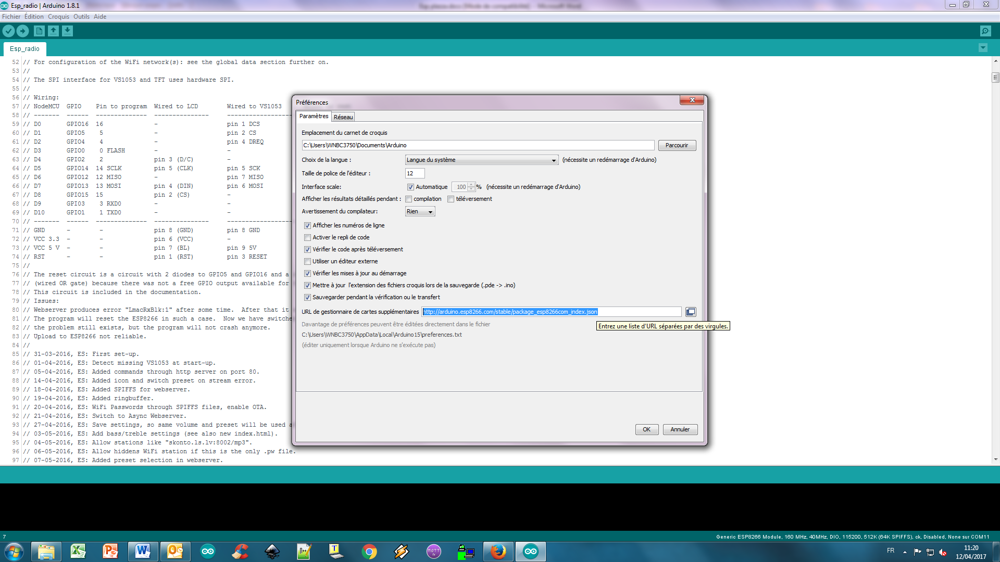 Esp_radio | Arduino 1.8.1
Fichier Édition Croquis Outils Aide
Esp_radio
52 // For configuration of the WiFi network(s): see the global data section further on.
53 //
54 // The SPI interface for VS1053 and TFT uses hardware SPI.
55 //
56 // Wiring:
57 // NodeMCU GPIO Pin to program Wired to LCD Wired to VS1053
58 // ------- ------ -------------- --------------- ------------------
59 // D0 GPIO16 16 - pin 1 DCS
60 // D1 GPIO5 5 - pin 2 CS
61 // D2 GPIO4 4 - pin 4 DREQ
62 // D3 GPIO0 0 FLASH - -
63 // D4 GPIO2 2 pin 3 (D/C) -
64 // D5 GPIO14 14 SCLK pin 5 (CLK) pin 5 SCK
65 // D6 GPIO12 12 MISO - pin 7 MISO
66 // D7 GPIO13 13 MOSI pin 4 (DIN) pin 6 MOSI
67 // D8 GPIO15 15 pin 2 (CS) -
68 // D9 GPI03 3 RXD0 - -
69 // D10 GPIO1 1 TXD0 - -
70 // ------- ------ -------------- --------------- ------------------
71 // GND - - pin 8 (GND) pin 8 GND
72 // VCC 3.3 - - pin 6 (VCC) -
73 // VCC 5 V - - pin 7 (BL) pin 9 5V
74 // RST - - pin 1 (RST) pin 3 RESET
75 //
76 // The reset circuit is a circuit with 2 diodes to GPIO5 and GPIO16 and a
77 // (wired OR gate) because there was not a free GPIO output available for
78 // This circuit is included in the documentation.
79 // Issues:
80 // Webserver produces error "LmacRxBlk:1" after some time. After that it
81 // The program will reset the ESP8266 in such a case. Now we have switche
82 // the problem still exists, but the program will not crash anymore.
83 // Upload to ESP8266 not reliable.
84 //
85 // 31-03-2016, ES: First set-up.
86 // 01-04-2016, ES: Detect missing VS1053 at start-up.
87 // 05-04-2016, ES: Added commands through http server on port 80.
88 // 14-04-2016, ES: Added icon and switch preset on stream error.
89 // 18-04-2016, ES: Added SPIFFS for webserver.
90 // 19-04-2016, ES: Added ringbuffer.
91 // 20-04-2016, ES: WiFi Passwords through SPIFFS files, enable OTA.
92 // 21-04-2016, ES: Switch to Async Webserver.
93 // 27-04-2016, ES: Save settings, so same volume and preset will be used a
94 // 03-05-2016, ES: Add bass/treble settings (see also new index.html).
95 // 04-05-2016, ES: Allow stations like "skonto.ls.lv:8002/mp3".
96 // 06-05-2016, ES: Allow hiddens WiFi station if this is the only .pw file.
97 // 07-05-2016, ES: Added preset selection in webserver.
Préférences
Paramètres Réseau
Emplacement du carnet de croquis
C:\Users\WNBC3750\Documents\Arduino Parcourir
Choix de la langue : Langue du système (nécessite un redémarrage d'Arduino)
Taille de police de l'éditeur : 12
Interface scale: Automatique 100 % (nécessite un redémarrage d'Arduino)
Afficher les résultats détaillés pendant : compilation téléversement
Avertissement du compilateur: Rien
Afficher les numéros de ligne
Activer le repli de code
Vérifier le code après téléversement
Utiliser un éditeur externe
Vérifier les mises à jour au démarrage
Mettre à jour l'extension des fichiers croquis lors de la sauvegarde (.pde -> .ino)
Sauvegarder pendant la vérification ou le transfert
URL de gestionnaire de cartes supplémentaires http://arduino.esp8266.com/stable/package_esp8266com_index.json
Entrez une liste d'URL séparées par des virgules.
Davantage de préférences peuvent être éditées directement dans le fichier
C:\Users\WNBC3750\AppData\Local\Arduino15\preferences.txt
(éditer uniquement lorsque Arduino ne s'exécute pas)
OK Annuler
7 Generic ESP8266 Module, 160 MHz, 40MHz, DIO, 115200, 512K (64K SPIFFS), ck, Disabled, None sur COM11
FR 11:20
12/04/2017